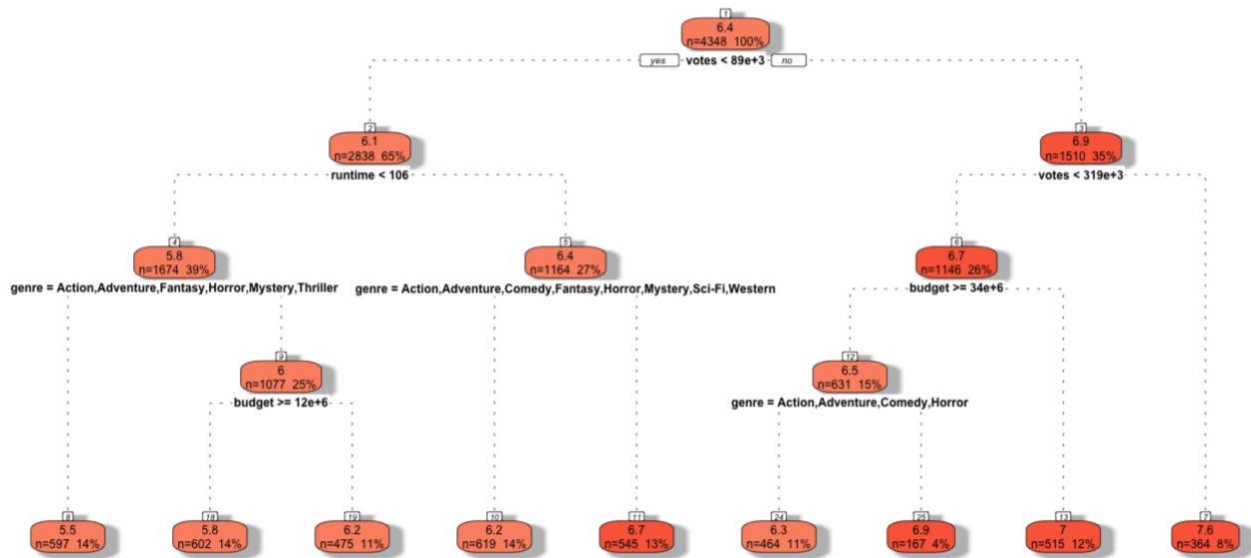 1
6.4
n=4348 100%
yes votes < 89e+3 no
2
6.1
n=2838 65%
runtime < 106
3
6.9
n=1510 35%
votes < 319e+3
4
5.8
n=1674 39%
genre = Action,Adventure,Fantasy,Horror,Mystery,Thriller
5
6.4
n=1164 27%
genre = Action,Adventure,Comedy,Fantasy,Horror,Mystery,Sci-Fi,Western
6
6.7
n=1146 26%
budget >= 34e+6
9
6
n=1077 25%
budget >= 12e+6
12
6.5
n=631 15%
genre = Action,Adventure,Comedy,Horror
8
5.5
n=597 14%
18
5.8
n=602 14%
19
6.2
n=475 11%
10
6.2
n=619 14%
11
6.7
n=545 13%
24
6.3
n=464 11%
25
6.9
n=167 4%
13
7
n=515 12%
7
7.6
n=364 8%